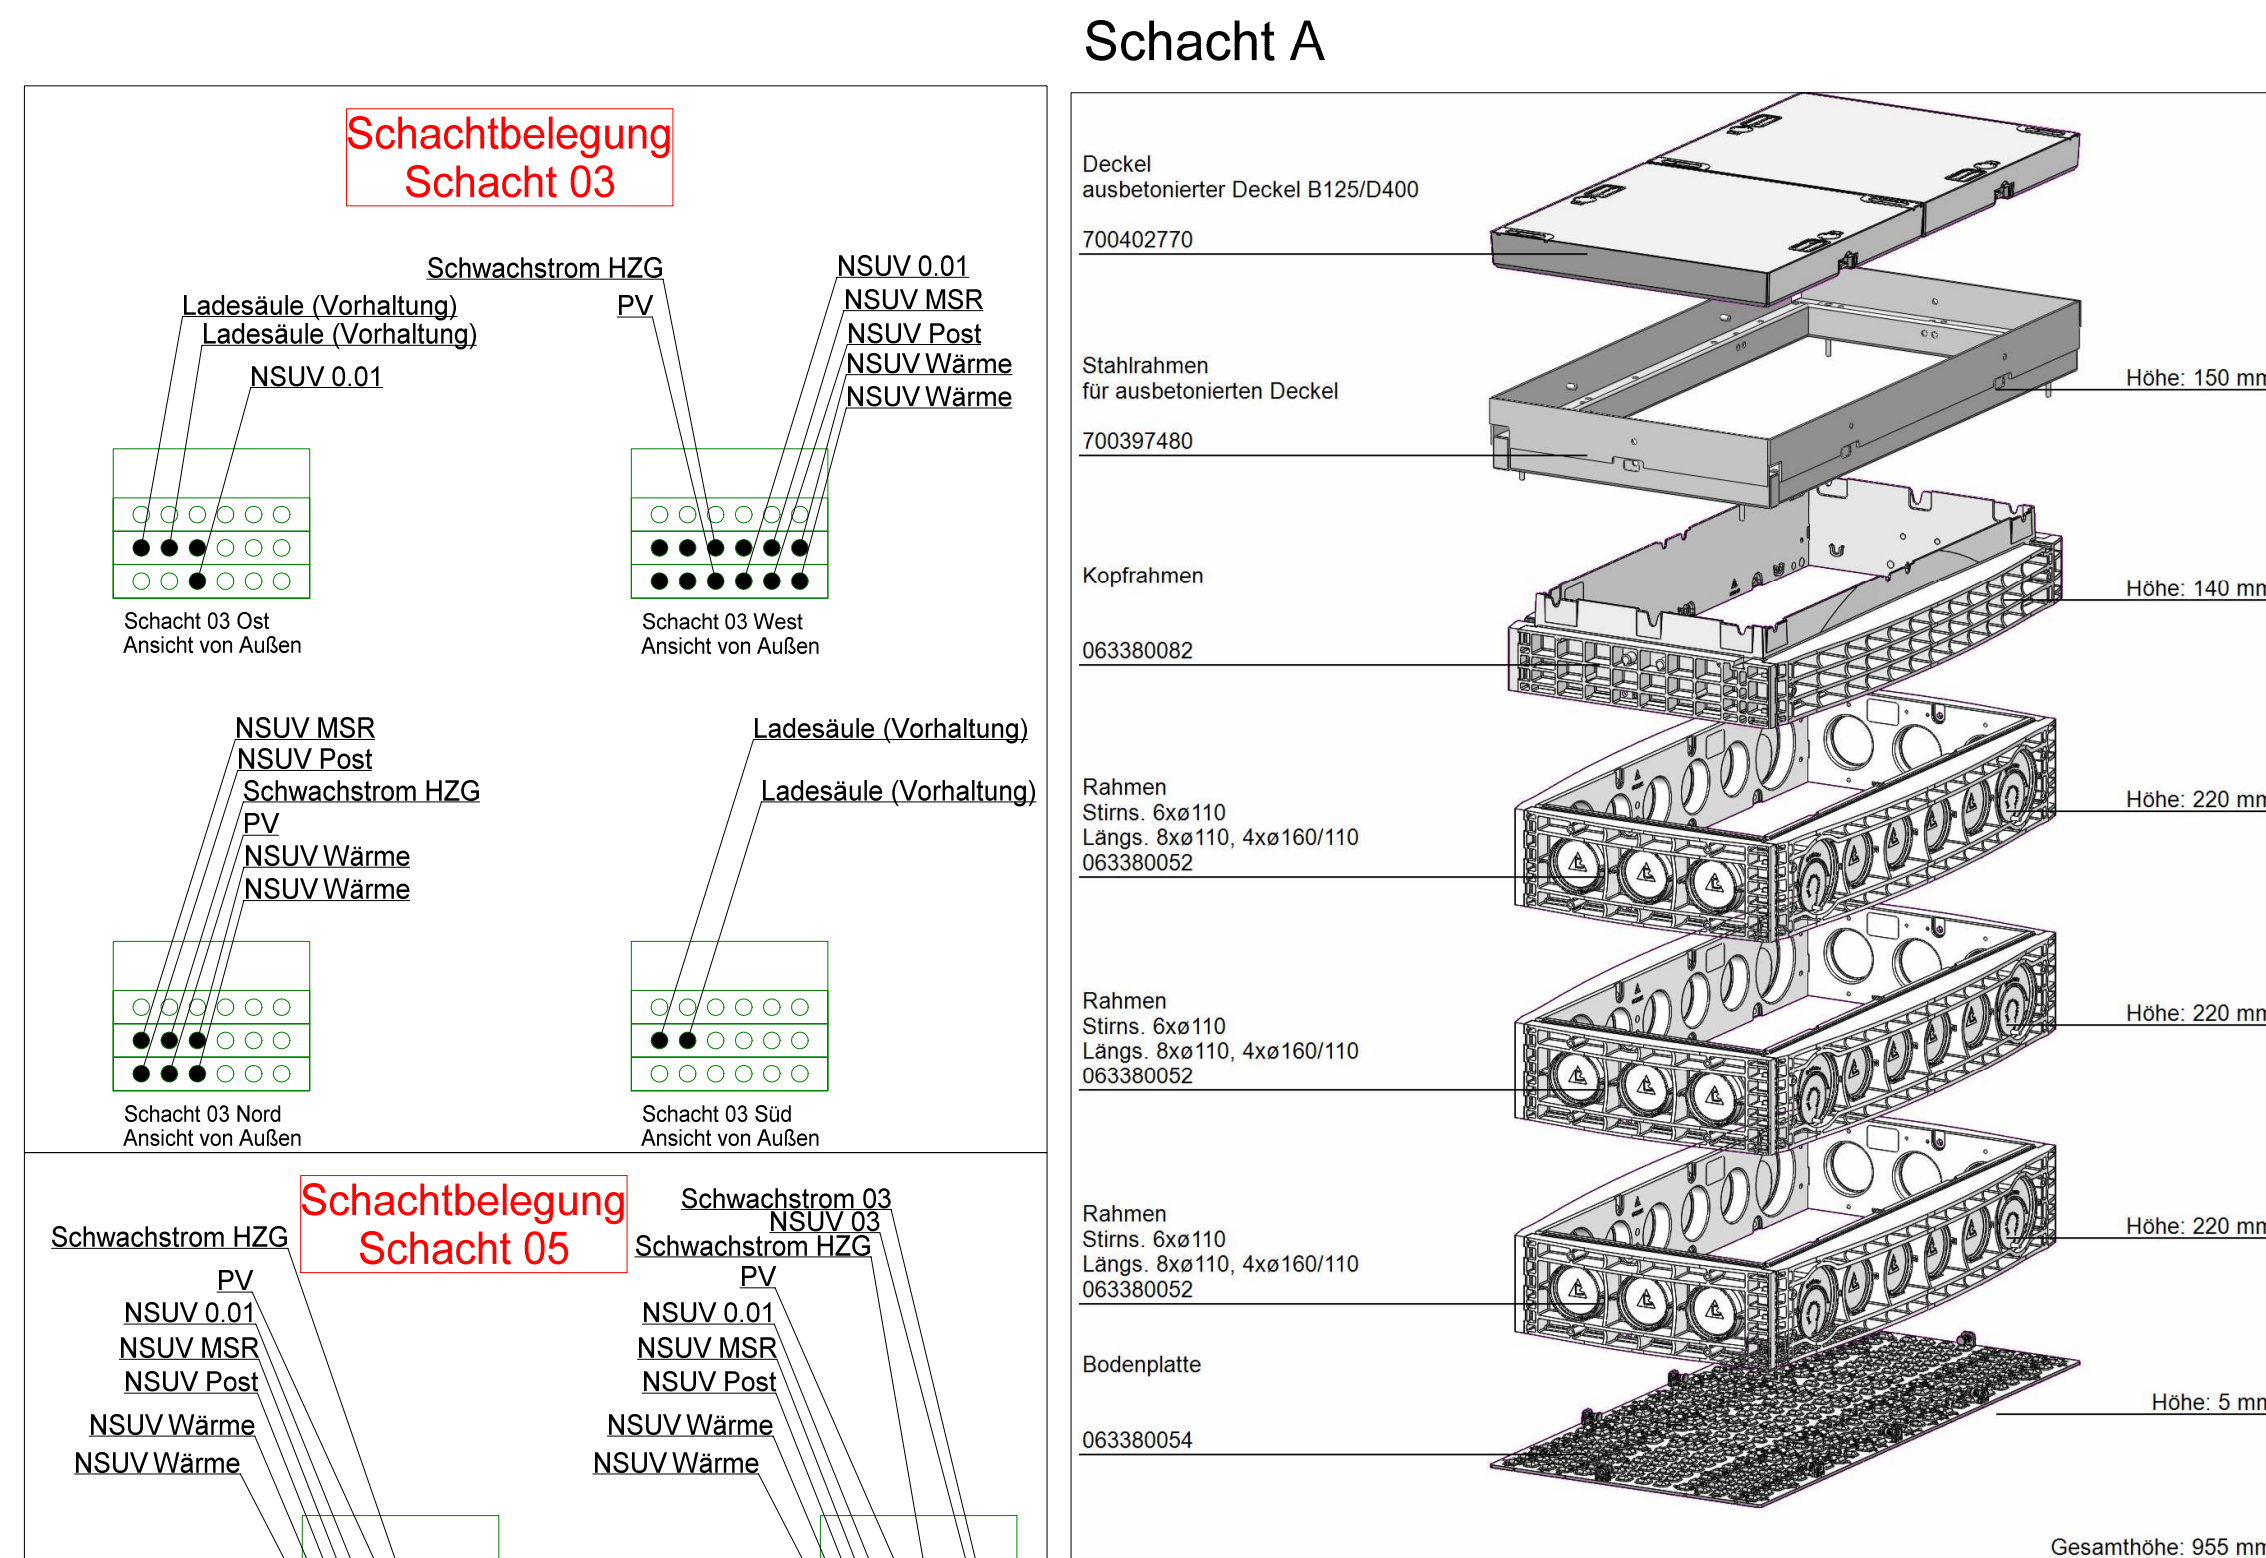 Schacht A
Schachtbelegung
Schacht 03
Schwachstrom HZG
PV
NSUV 0.01
NSUV MSR
NSUV Post
NSUV Wärme
NSUV Wärme
Ladesäule (Vorhaltung)
Ladesäule (Vorhaltung)
NSUV 0.01
Schacht 03 Ost
Ansicht von Außen
Schacht 03 West
Ansicht von Außen
NSUV MSR
NSUV Post
Schwachstrom HZG
PV
NSUV Wärme
NSUV Wärme
Ladesäule (Vorhaltung)
Ladesäule (Vorhaltung)
Schacht 03 Nord
Ansicht von Außen
Schacht 03 Süd
Ansicht von Außen
Schachtbelegung
Schacht 05
Schwachstrom HZG
PV
NSUV 0.01
NSUV MSR
NSUV Post
NSUV Wärme
NSUV Wärme
Schwachstrom 03
NSUV 03
Schwachstrom HZG
PV
NSUV 0.01
NSUV MSR
NSUV Post
NSUV Wärme
NSUV Wärme
Deckel
ausbetonierter Deckel B125/D400
700402770
Stahlrahmen
für ausbetonierten Deckel
700397480
Höhe: 150 mm
Kopfrahmen
063380082
Höhe: 140 mm
Rahmen
Stirns. 6xø110
Längs. 8xø110, 4xø160/110
063380052
Höhe: 220 mm
Rahmen
Stirns. 6xø110
Längs. 8xø110, 4xø160/110
063380052
Höhe: 220 mm
Rahmen
Stirns. 6xø110
Längs. 8xø110, 4xø160/110
063380052
Höhe: 220 mm
Bodenplatte
063380054
Höhe: 5 mm
Gesamthöhe: 955 mm